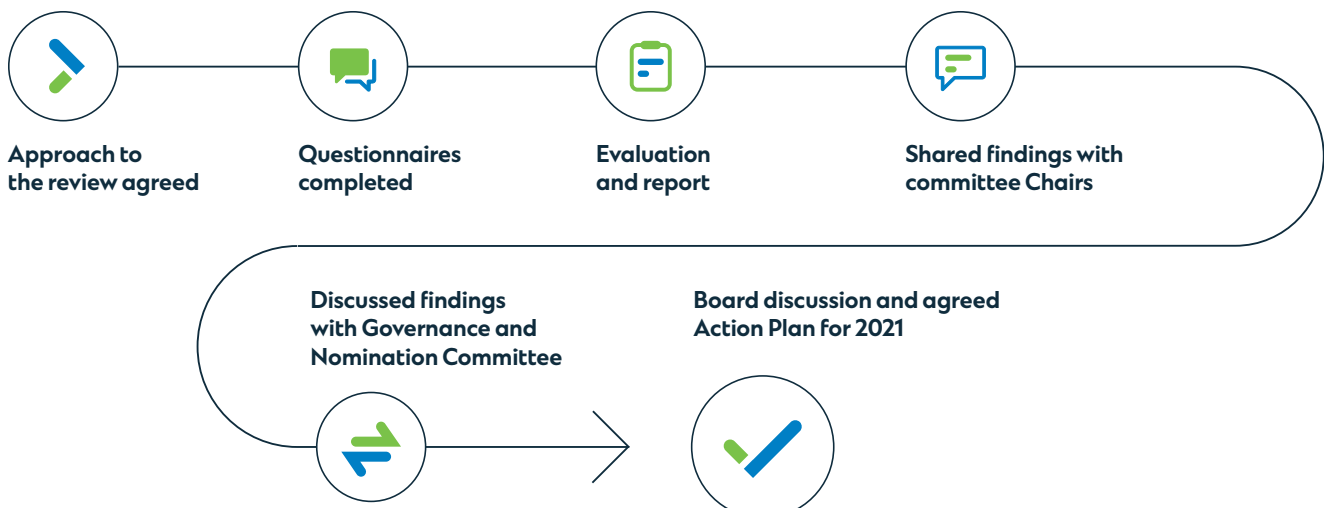 Approach to
the review agreed
Questionnaires
completed
Evaluation
and report
Shared findings with
committee Chairs
Discussed findings
with Governance and
Nomination Committee
Board discussion and agreed
Action Plan for 2021